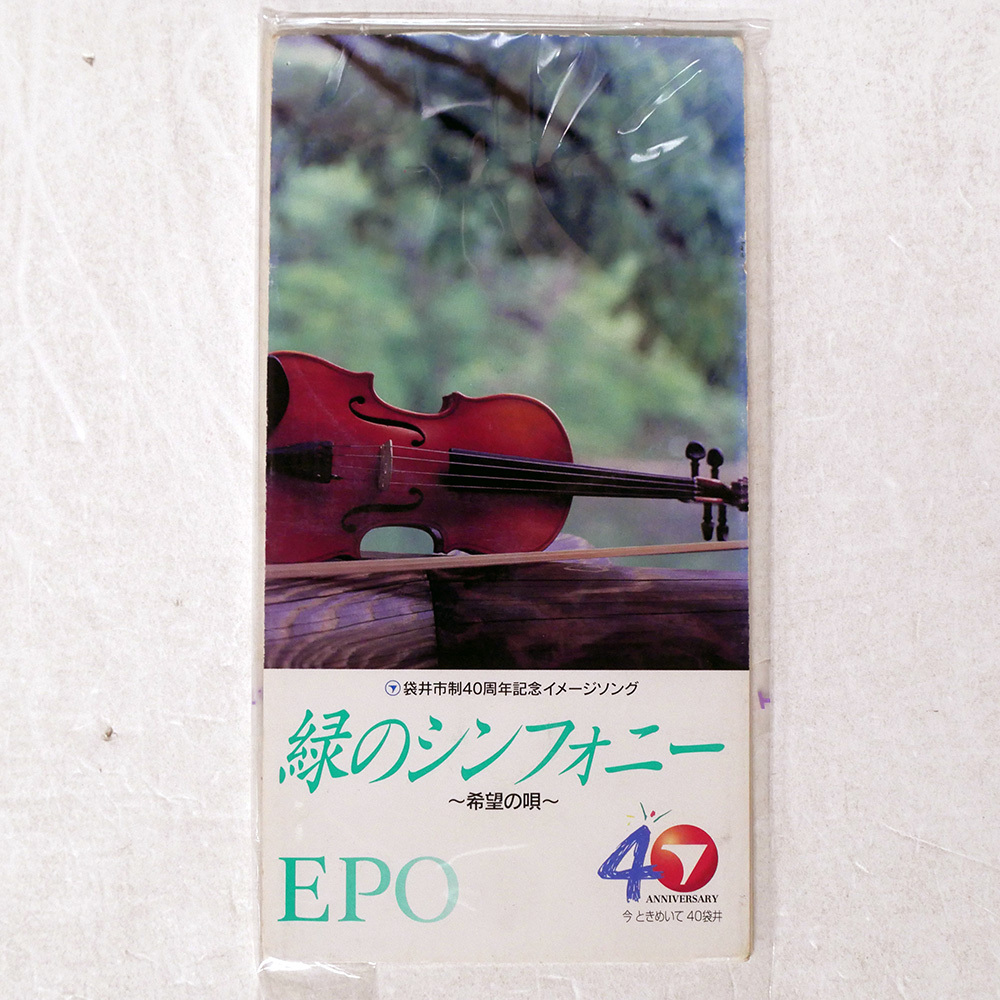 袋井市制40周年記念イメージソング
緑のシンフォニー
～希望の唄～
EPO
40
ANNIVERSARY
今 ときめいて 40袋井